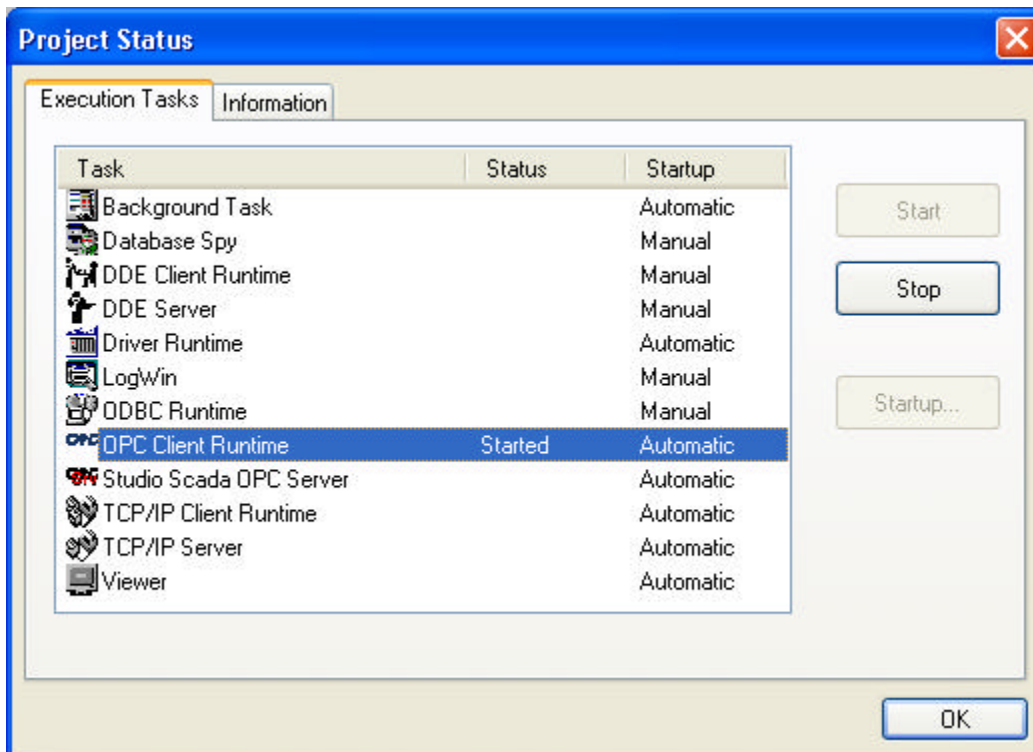 Project Status
Execution Tasks Information
Task Status Startup
Background Task Automatic
Database Spy Manual
DDE Client Runtime Manual
DDE Server Manual
Driver Runtime Automatic
LogWin Manual
ODBC Runtime Manual
OPC OPC Client Runtime Started Automatic
Studio Scada OPC Server Automatic
TCP/IP Client Runtime Automatic
TCP/IP Server Automatic
Viewer Automatic
Start
Stop
Startup...
OK